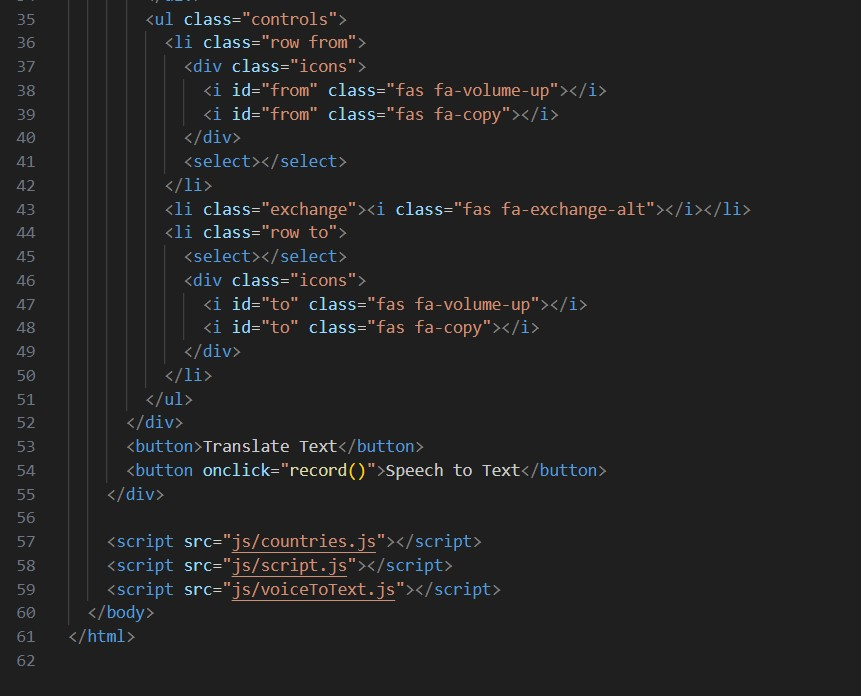 35 <ul class="controls">
36 <li class="row from">
37 <div class="icons">
38 <i id="from" class="fas fa-volume-up"></i>
39 <i id="from" class="fas fa-copy"></i>
40 </div>
41 <select></select>
42 </li>
43 <li class="exchange"><i class="fas fa-exchange-alt"></i></li>
44 <li class="row to">
45 <select></select>
46 <div class="icons">
47 <i id="to" class="fas fa-volume-up"></i>
48 <i id="to" class="fas fa-copy"></i>
49 </div>
50 </li>
51 </ul>
52 </div>
53 <button>Translate Text</button>
54 <button onclick="record()">Speech to Text</button>
55 </div>
56
57 <script src="js/countries.js"></script>
58 <script src="js/script.js"></script>
59 <script src="js/voiceToText.js"></script>
60 </body>
61 </html>
62